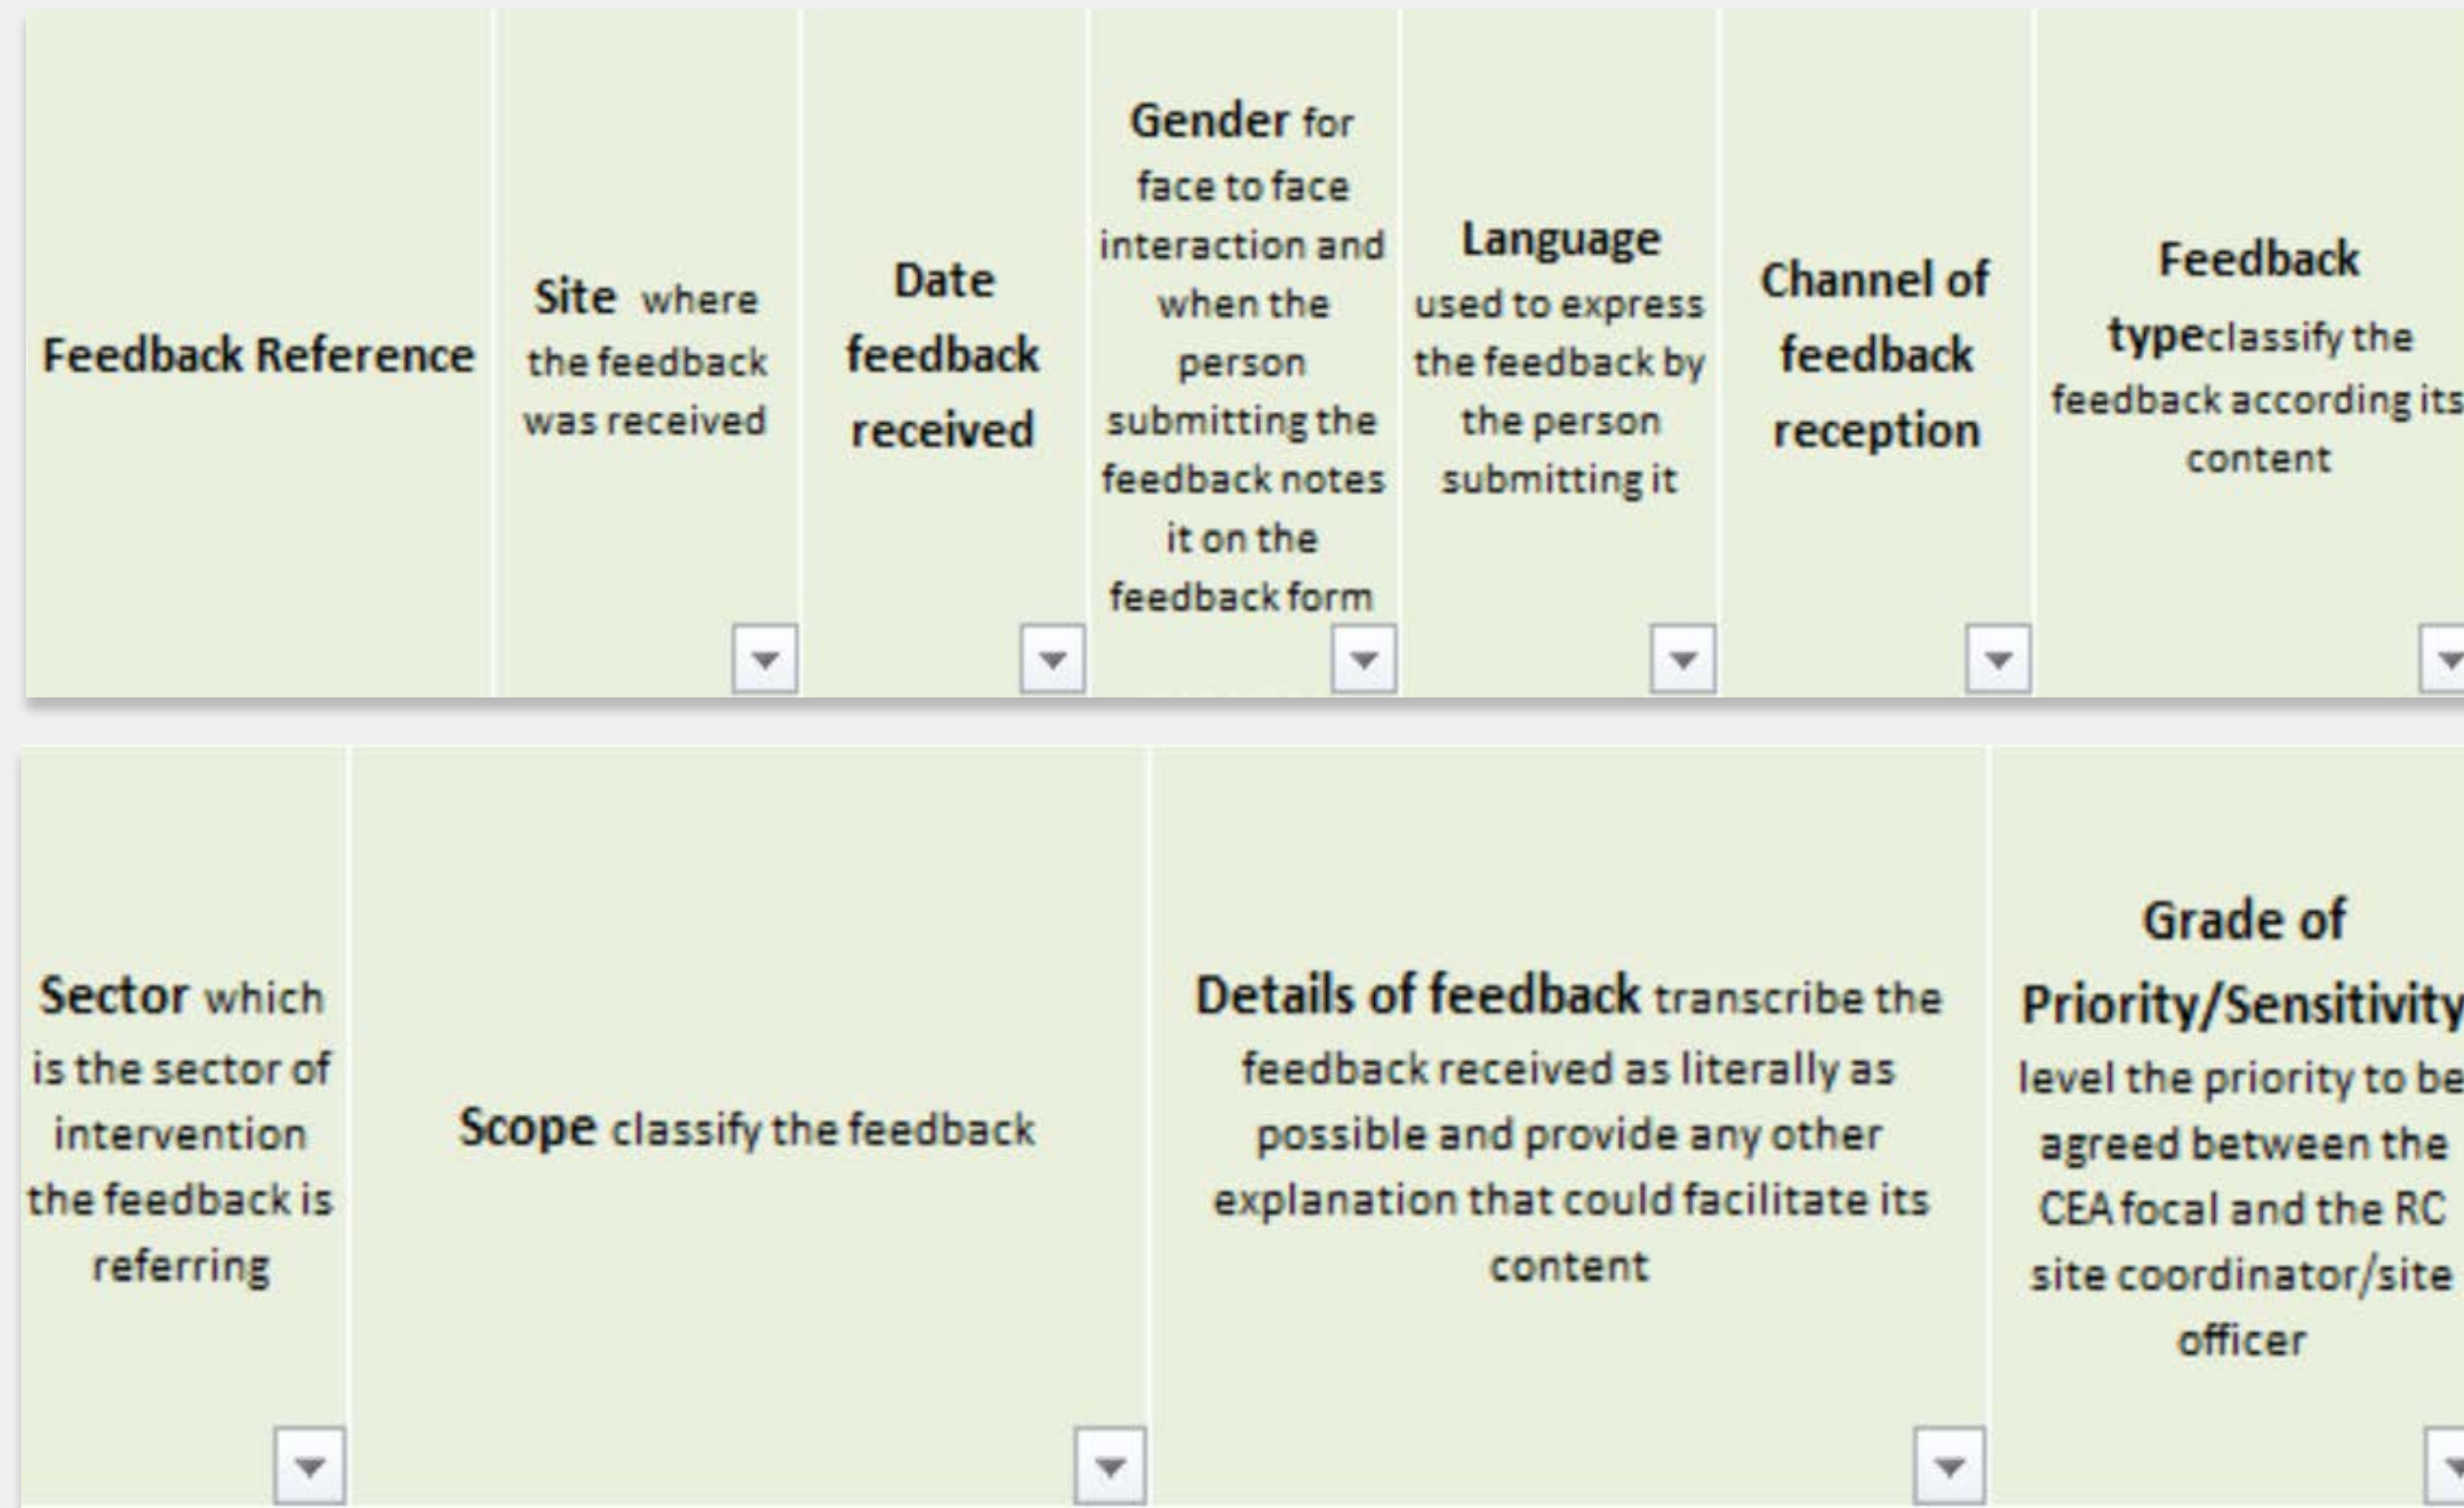 Feedback Reference
Site where
the feedback
was received
Date
feedback
received
Gender for
face to face
interaction and
when the
person
submitting the
feedback notes
it on the
feedback form
Language
used to express
the feedback by
the person
submitting it
Channel of
feedback
reception
Feedback
typeclassify the
feedback according its
content
Sector which
is the sector of
intervention
the feedback is
referring
Scope classify the feedback
Details of feedback transcribe the
feedback received as literally as
possible and provide any other
explanation that could facilitate its
content
Grade of
Priority/Sensitivity
level the priority to be
agreed between the
CEA focal and the RC
site coordinator/site
officer